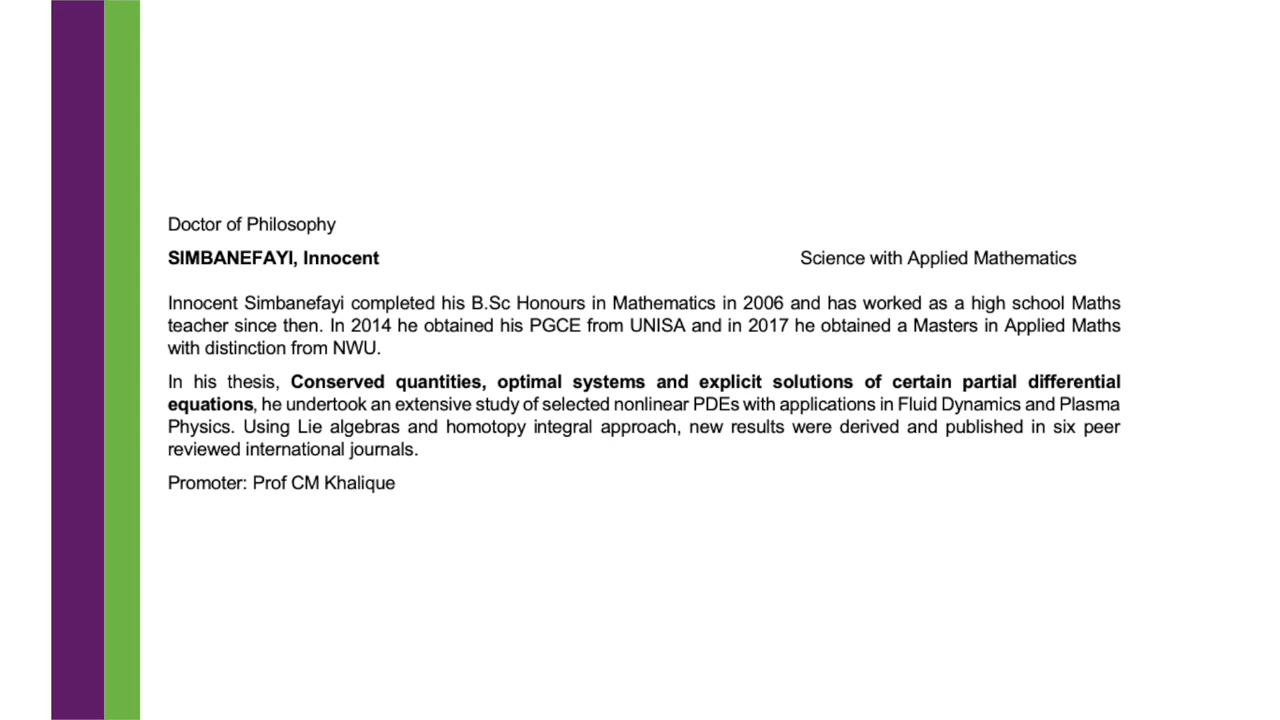 Doctor of Philosophy
SIMBANEFAYI, Innocent Science with Applied Mathematics
Innocent Simbanefayi completed his B.Sc Honours in Mathematics in 2006 and has worked as a high school Maths
teacher since then. In 2014 he obtained his PGCE from UNISA and in 2017 he obtained a Masters in Applied Maths
with distinction from NWU.
In his thesis, Conserved quantities, optimal systems and explicit solutions of certain partial differential
equations, he undertook an extensive study of selected nonlinear PDEs with applications in Fluid Dynamics and Plasma
Physics. Using Lie algebras and homotopy integral approach, new results were derived and published in six peer
reviewed international journals.
Promoter: Prof CM Khalique